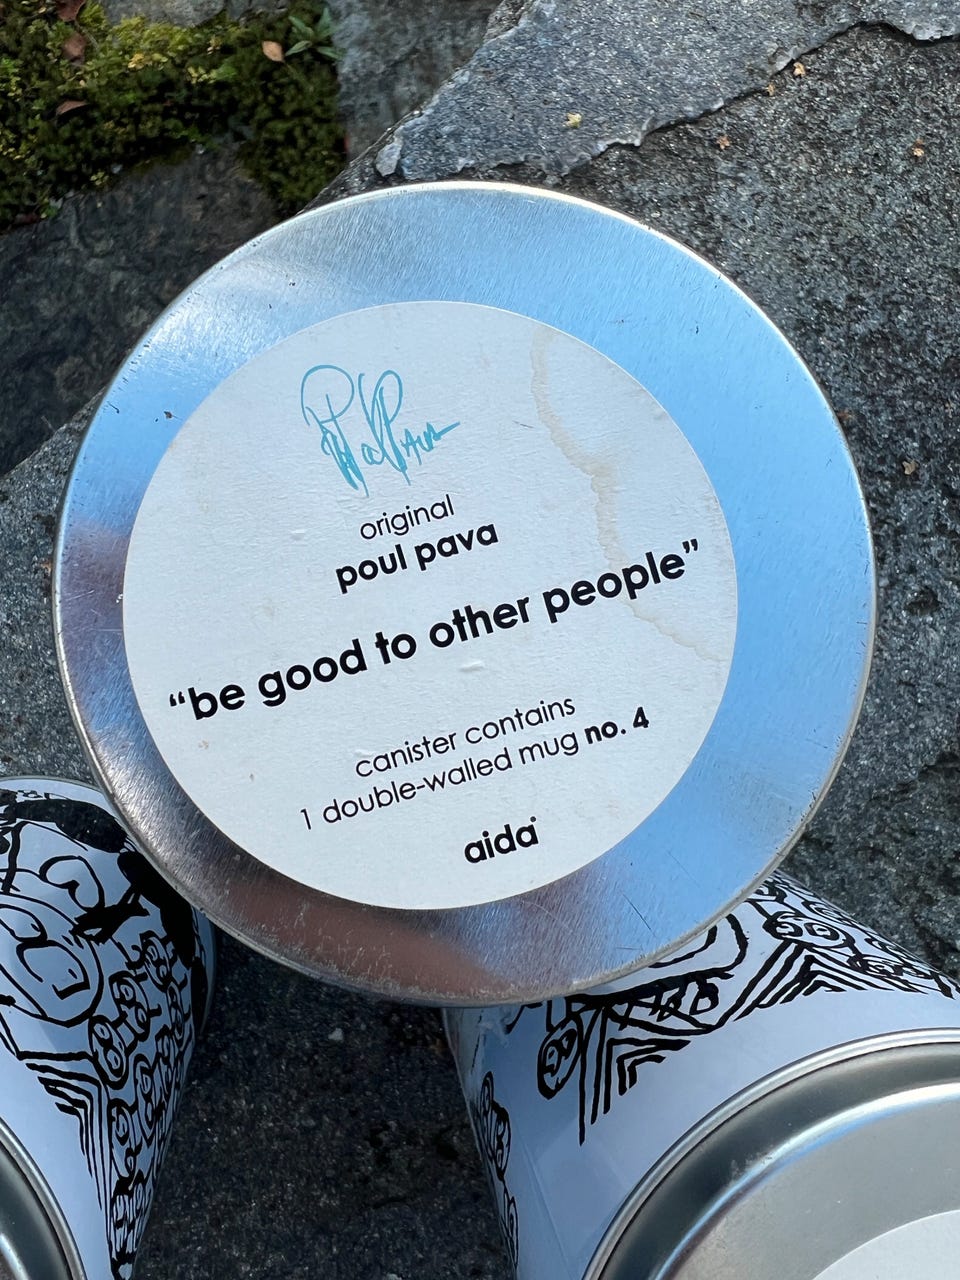 original
poul pava
“be good to other people”
canister contains
1 double-walled mug no. 4
aida